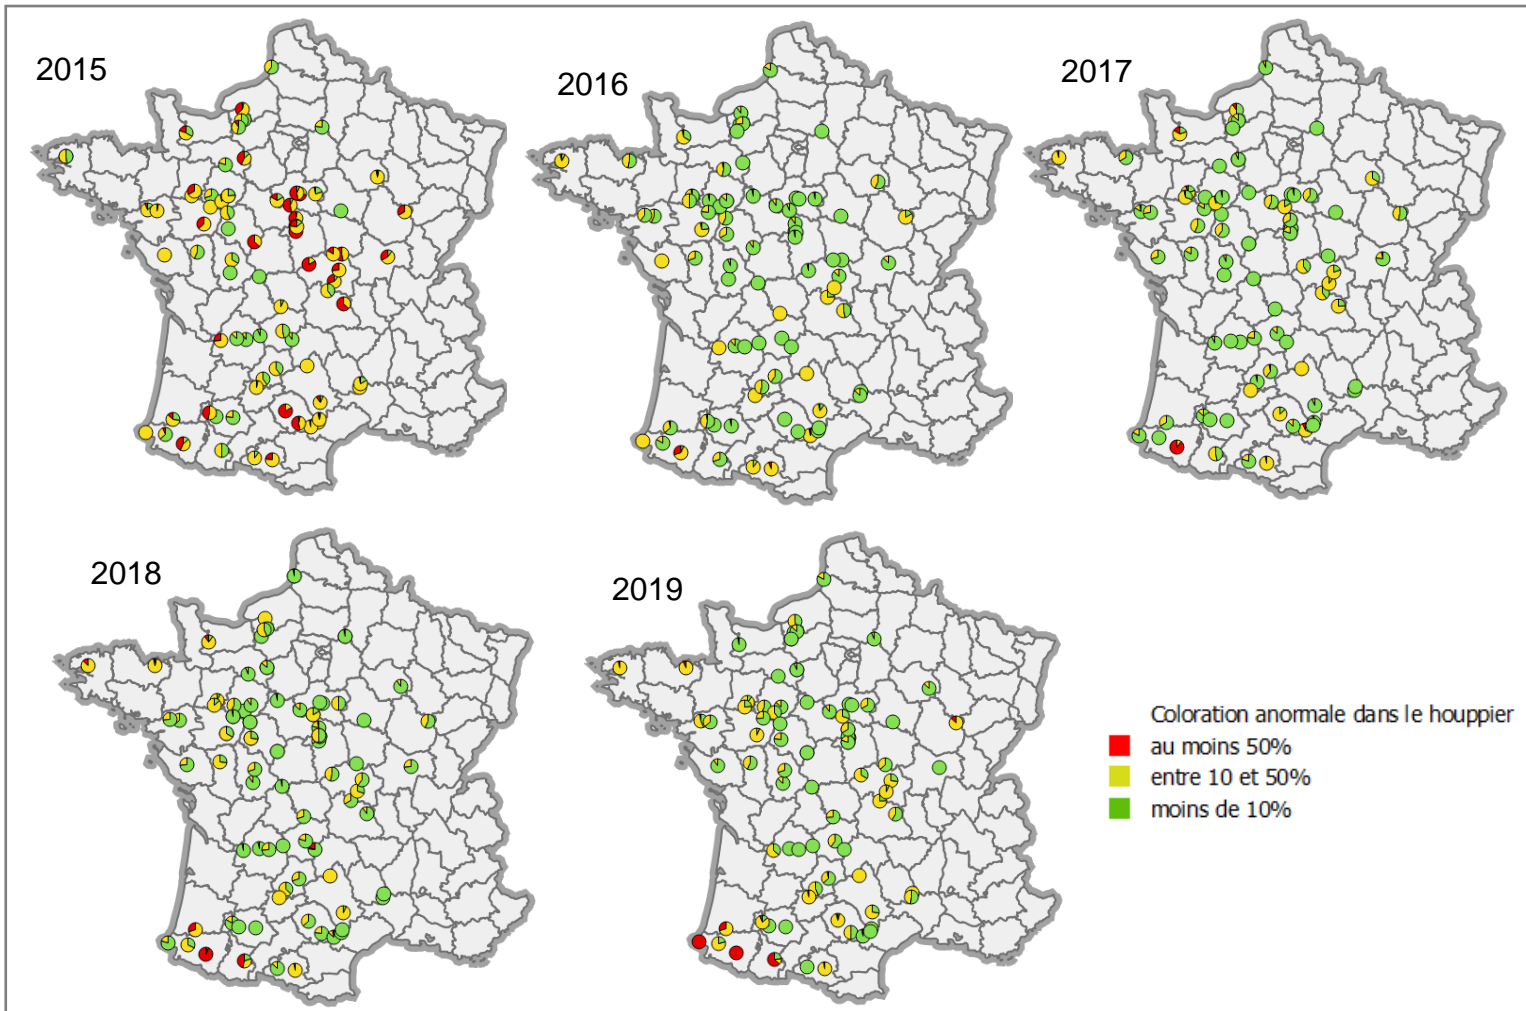 2015
2016
2017
2018
2019
Coloration anormale dans le houppier
au moins 50%
entre 10 et 50%
moins de 10%